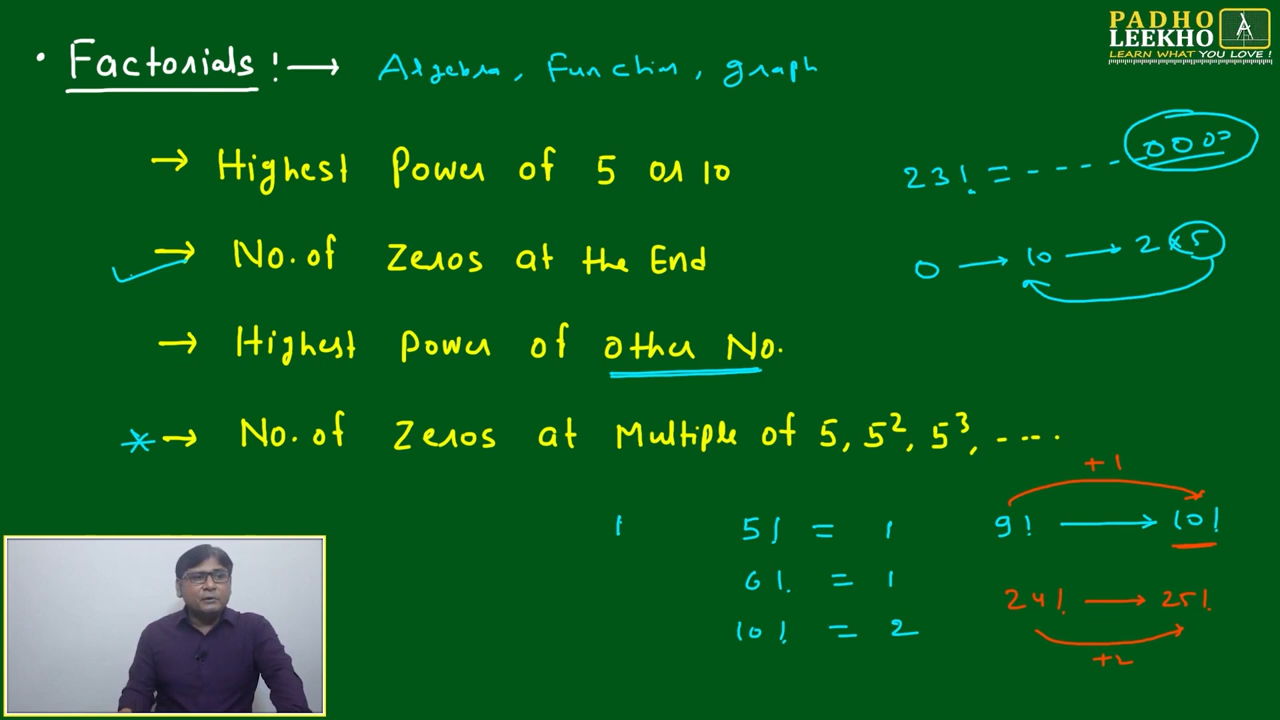 PADHO
LEEKHO
LEARN WHAT YOU LOVE !
• Factorials ! → Algebra, Function, graph
→ Highest Power of 5 or 10
23! = - - - - 0000
→ No. of Zeros at the End
0 → 10 → 2 × 5
→ Highest Power of Other No.
* → No. of Zeros at Multiple of 5, 5², 5³, ----
+1
1
5! = 1
9! → 10!
6! = 1
24! → 25!
10! = 2
+2